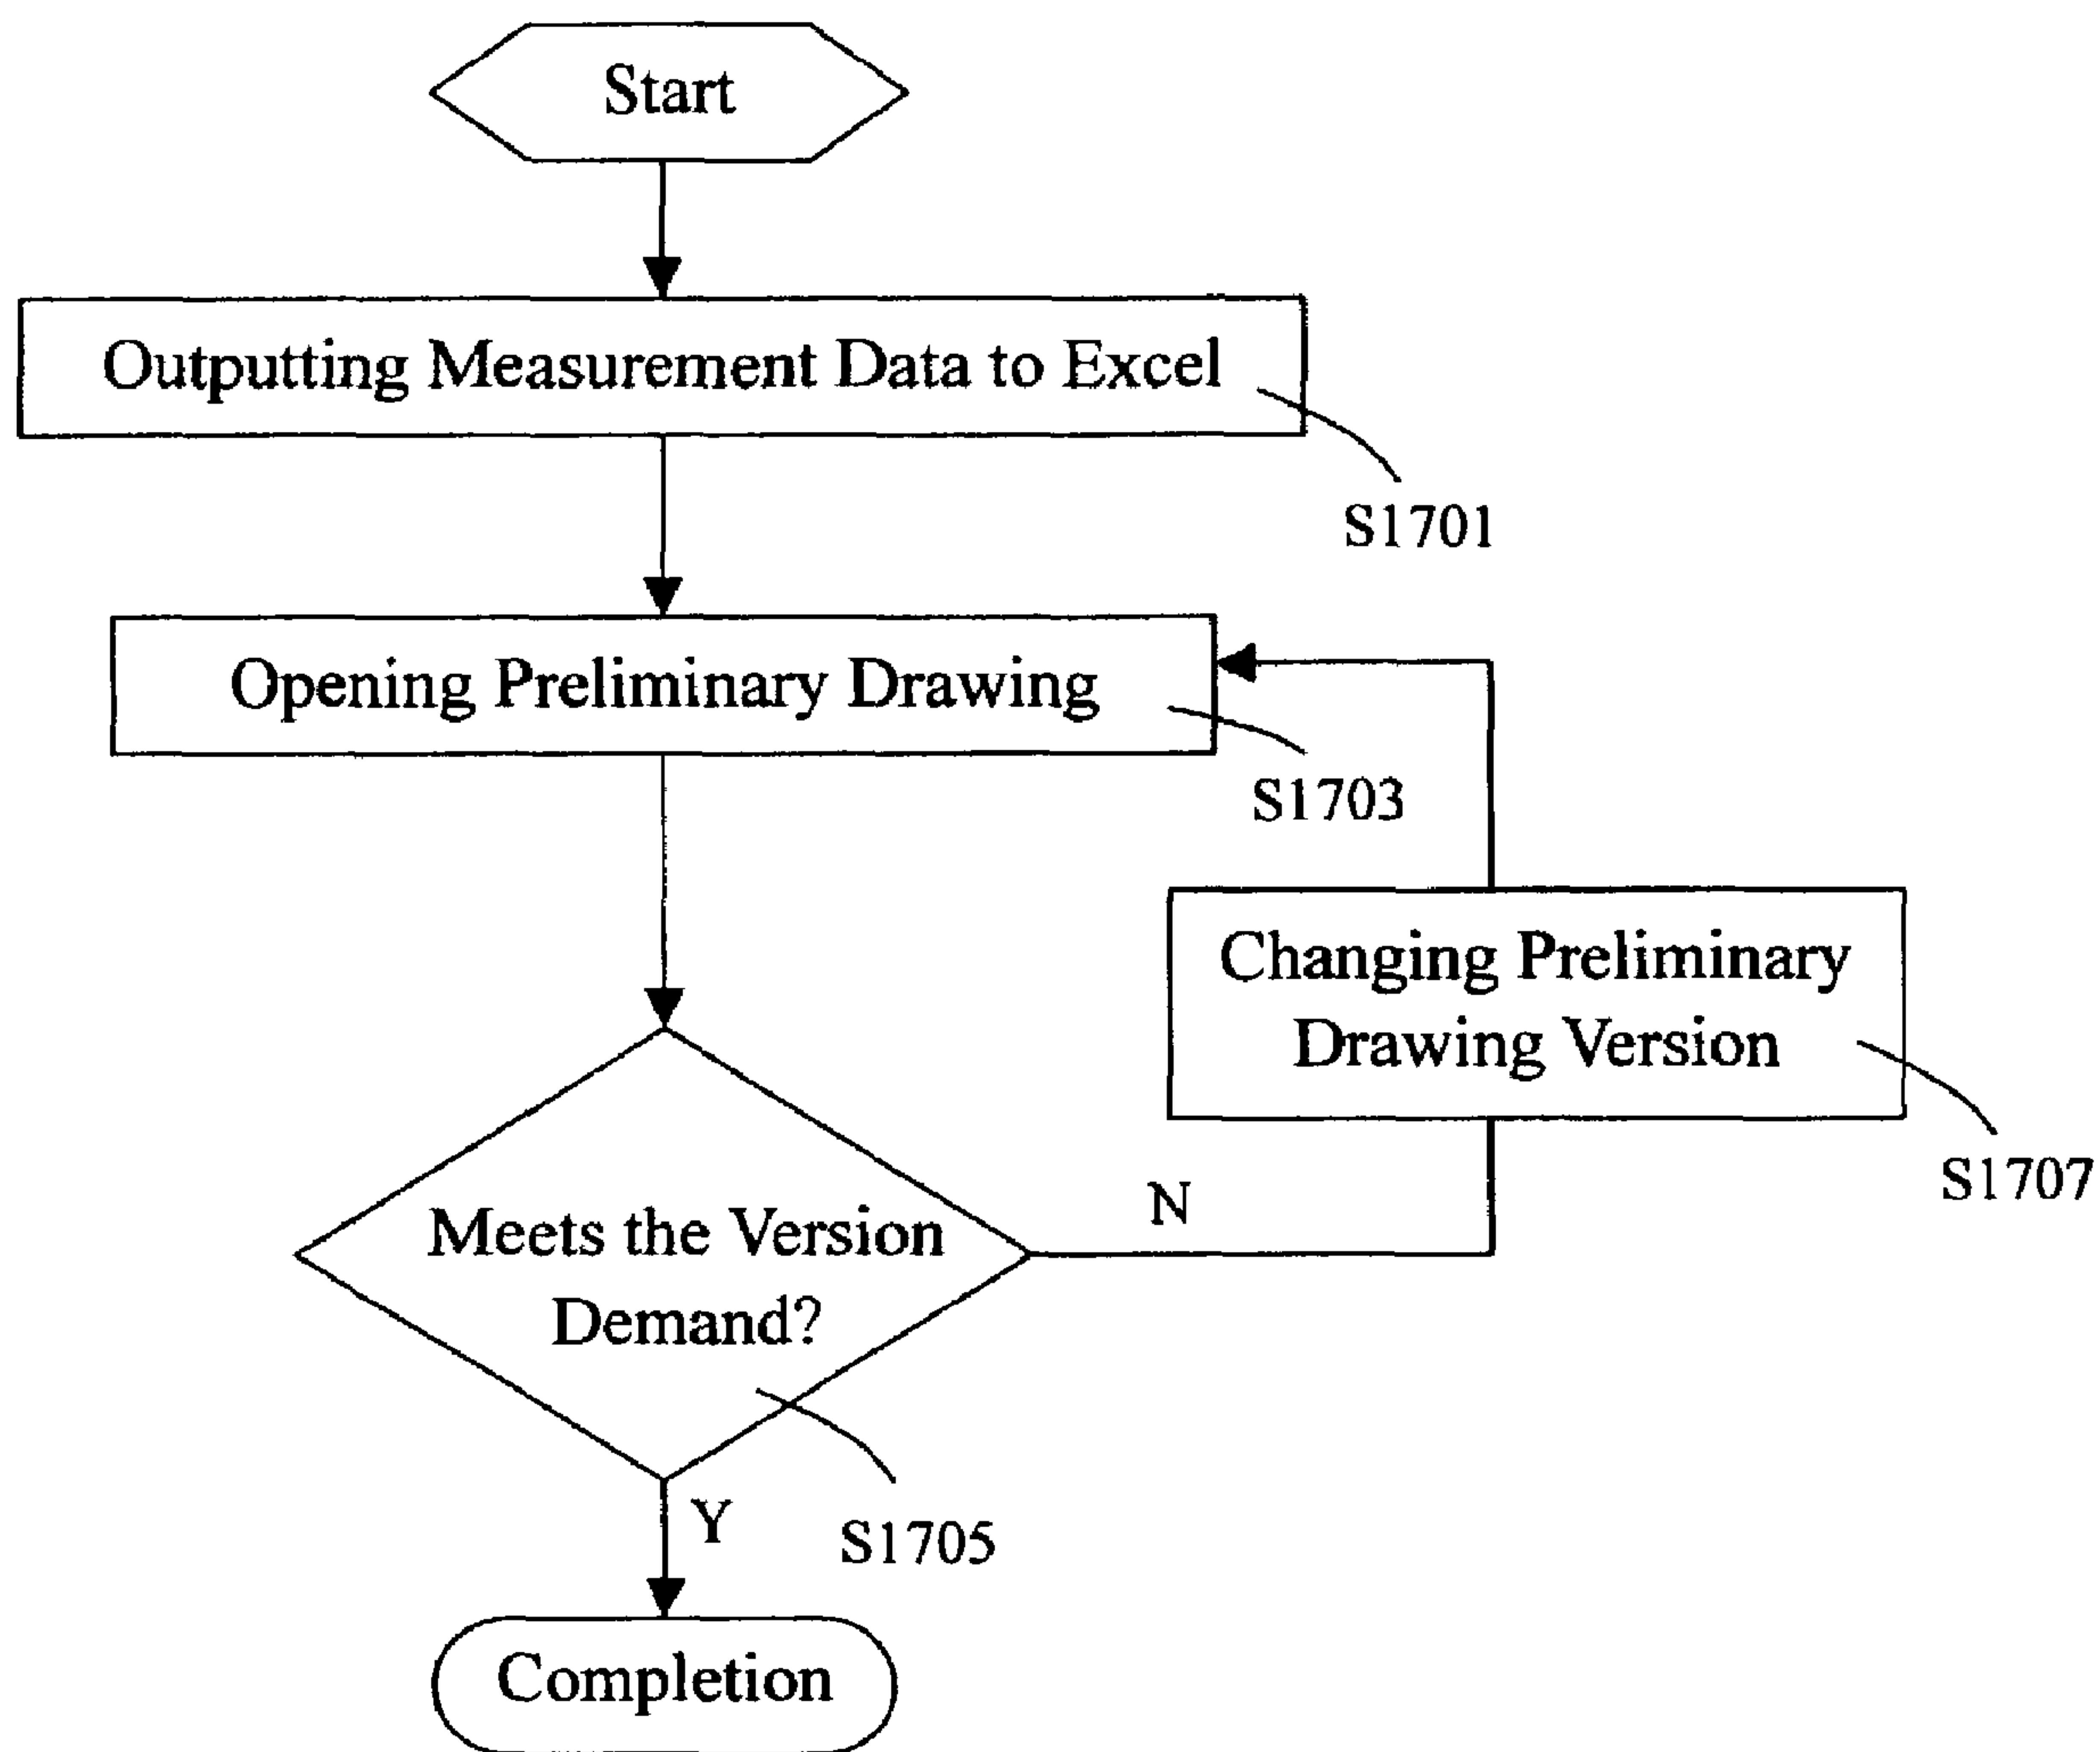 Start
Outputting Measurement Data to Excel
S1701
Opening Preliminary Drawing
S1703
Changing Preliminary
Drawing Version
S1707
Meets the Version
Demand?
N
Y
S1705
Completion